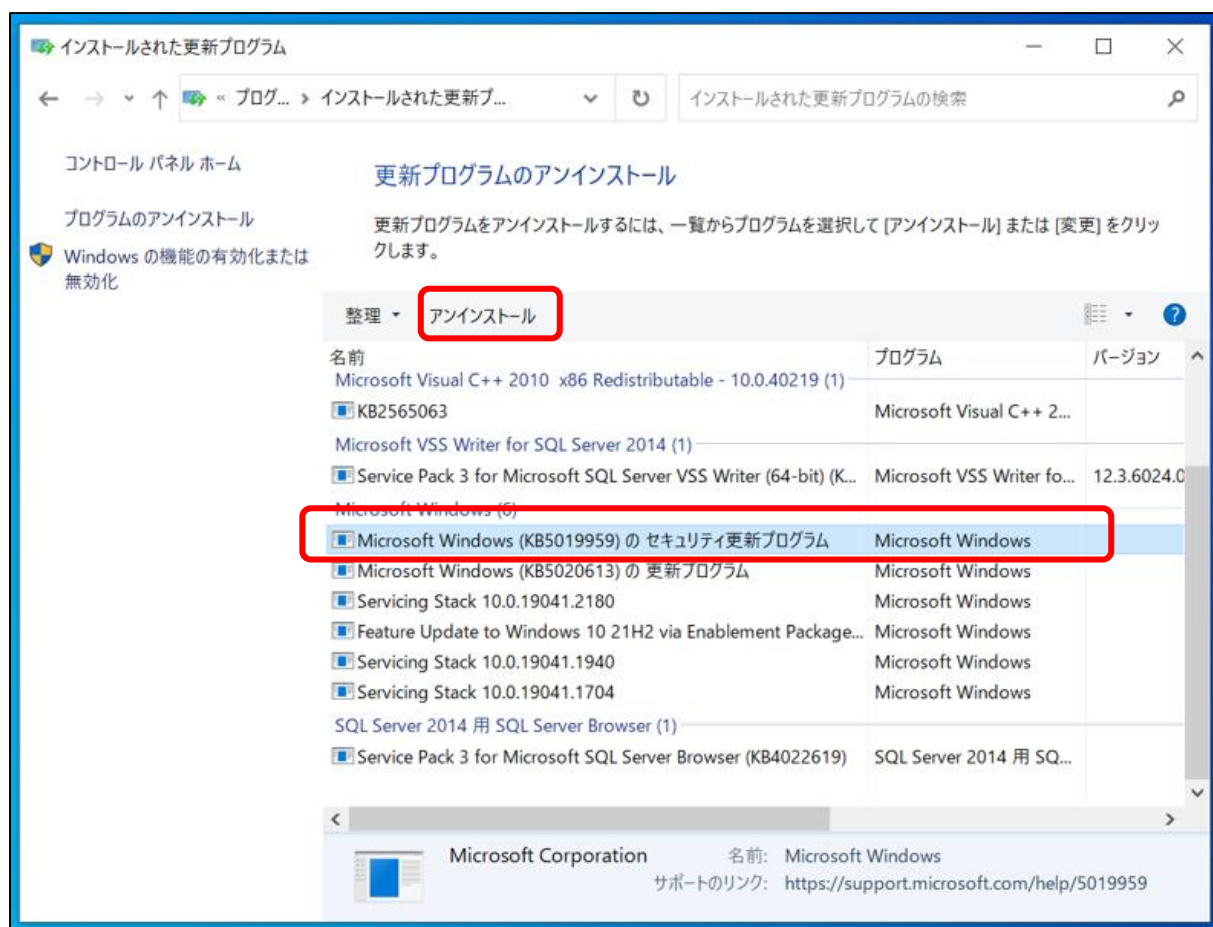 インストールされた更新プログラム
« プログ... › インストールされた更新プ...
インストールされた更新プログラムの検索
コントロール パネル ホーム
プログラムのアンインストール
Windows の機能の有効化または
無効化
更新プログラムのアンインストール
更新プログラムをアンインストールするには、一覧からプログラムを選択して [アンインストール] または [変更] をクリッ
クします。
整理 アンインストール
名前 プログラム バージョン
Microsoft Visual C++ 2010 x86 Redistributable - 10.0.40219 (1)
KB2565063 Microsoft Visual C++ 2...
Microsoft VSS Writer for SQL Server 2014 (1)
Service Pack 3 for Microsoft SQL Server VSS Writer (64-bit) (K... Microsoft VSS Writer fo... 12.3.6024.0
Microsoft Windows (6)
Microsoft Windows (KB5019959) の セキュリティ更新プログラム Microsoft Windows
Microsoft Windows (KB5020613) の 更新プログラム Microsoft Windows
Servicing Stack 10.0.19041.2180 Microsoft Windows
Feature Update to Windows 10 21H2 via Enablement Package... Microsoft Windows
Servicing Stack 10.0.19041.1940 Microsoft Windows
Servicing Stack 10.0.19041.1704 Microsoft Windows
SQL Server 2014 用 SQL Server Browser (1)
Service Pack 3 for Microsoft SQL Server Browser (KB4022619) SQL Server 2014 用 SQ...
Microsoft Corporation 名前: Microsoft Windows
サポートのリンク: https://support.microsoft.com/help/5019959